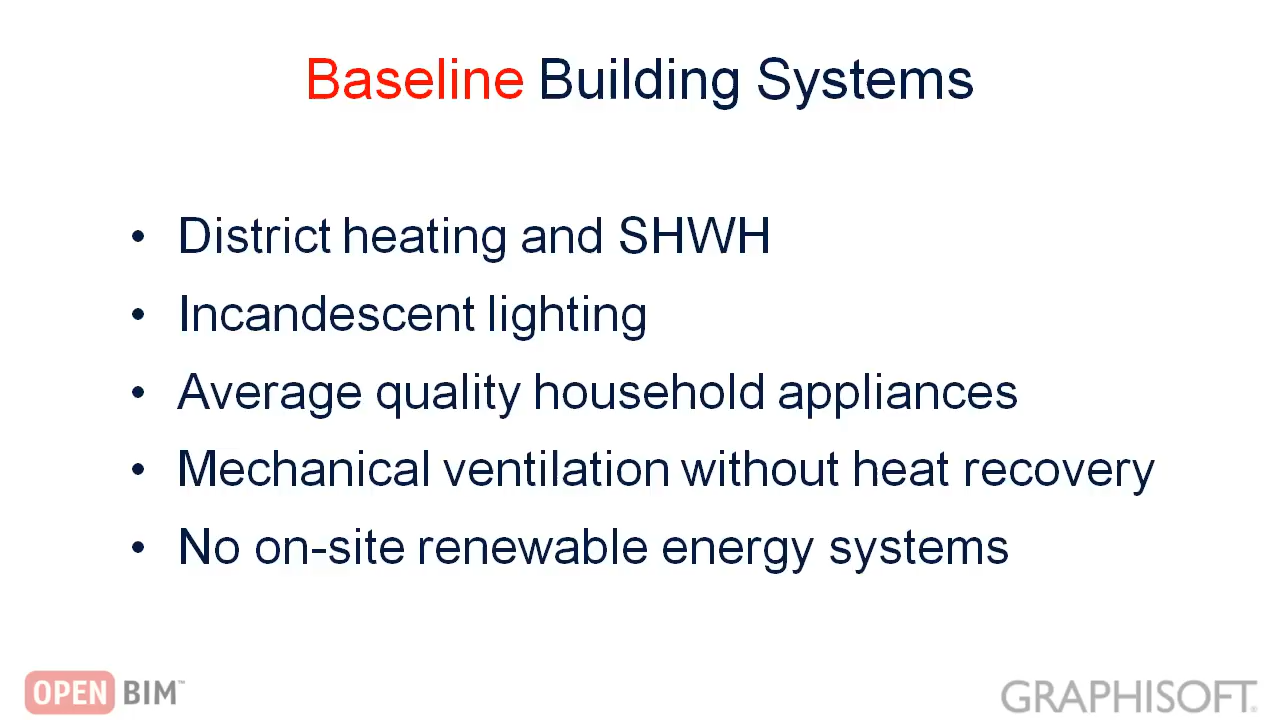 Baseline Building Systems
• District heating and SHWH
• Incandescent lighting
• Average quality household appliances
• Mechanical ventilation without heat recovery
• No on-site renewable energy systems
OPEN BIM™ GRAPHISOFT®